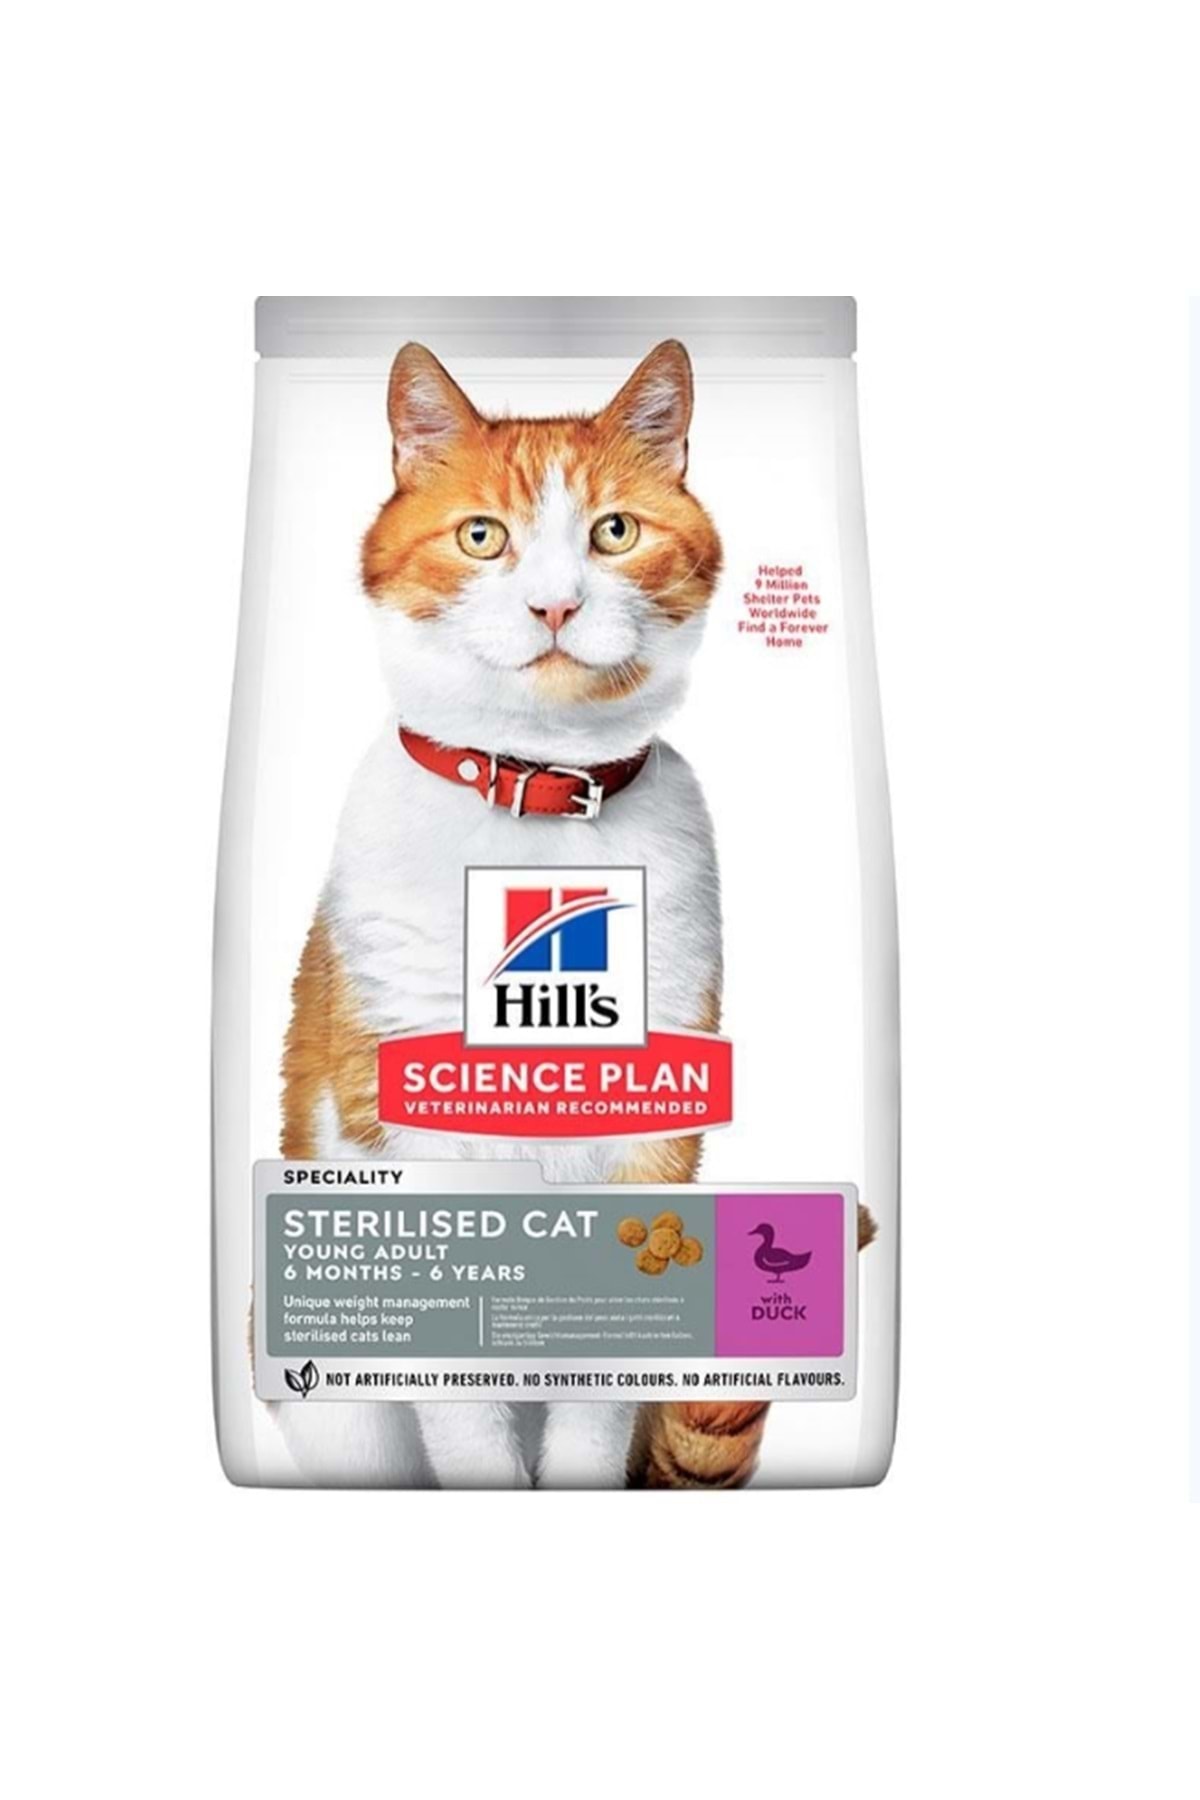 Helped
9 Million
Shelter Pets
Worldwide
Find a Forever
Home
Hill's
SCIENCE PLAN
VETERINARIAN RECOMMENDED
SPECIALITY
STERILISED CAT
YOUNG ADULT
6 MONTHS - 6 YEARS
Unique weight management
formula helps keep
sterilised cats lean
with
DUCK
NOT ARTIFICIALLY PRESERVED. NO SYNTHETIC COLOURS. NO ARTIFICIAL FLAVOURS.